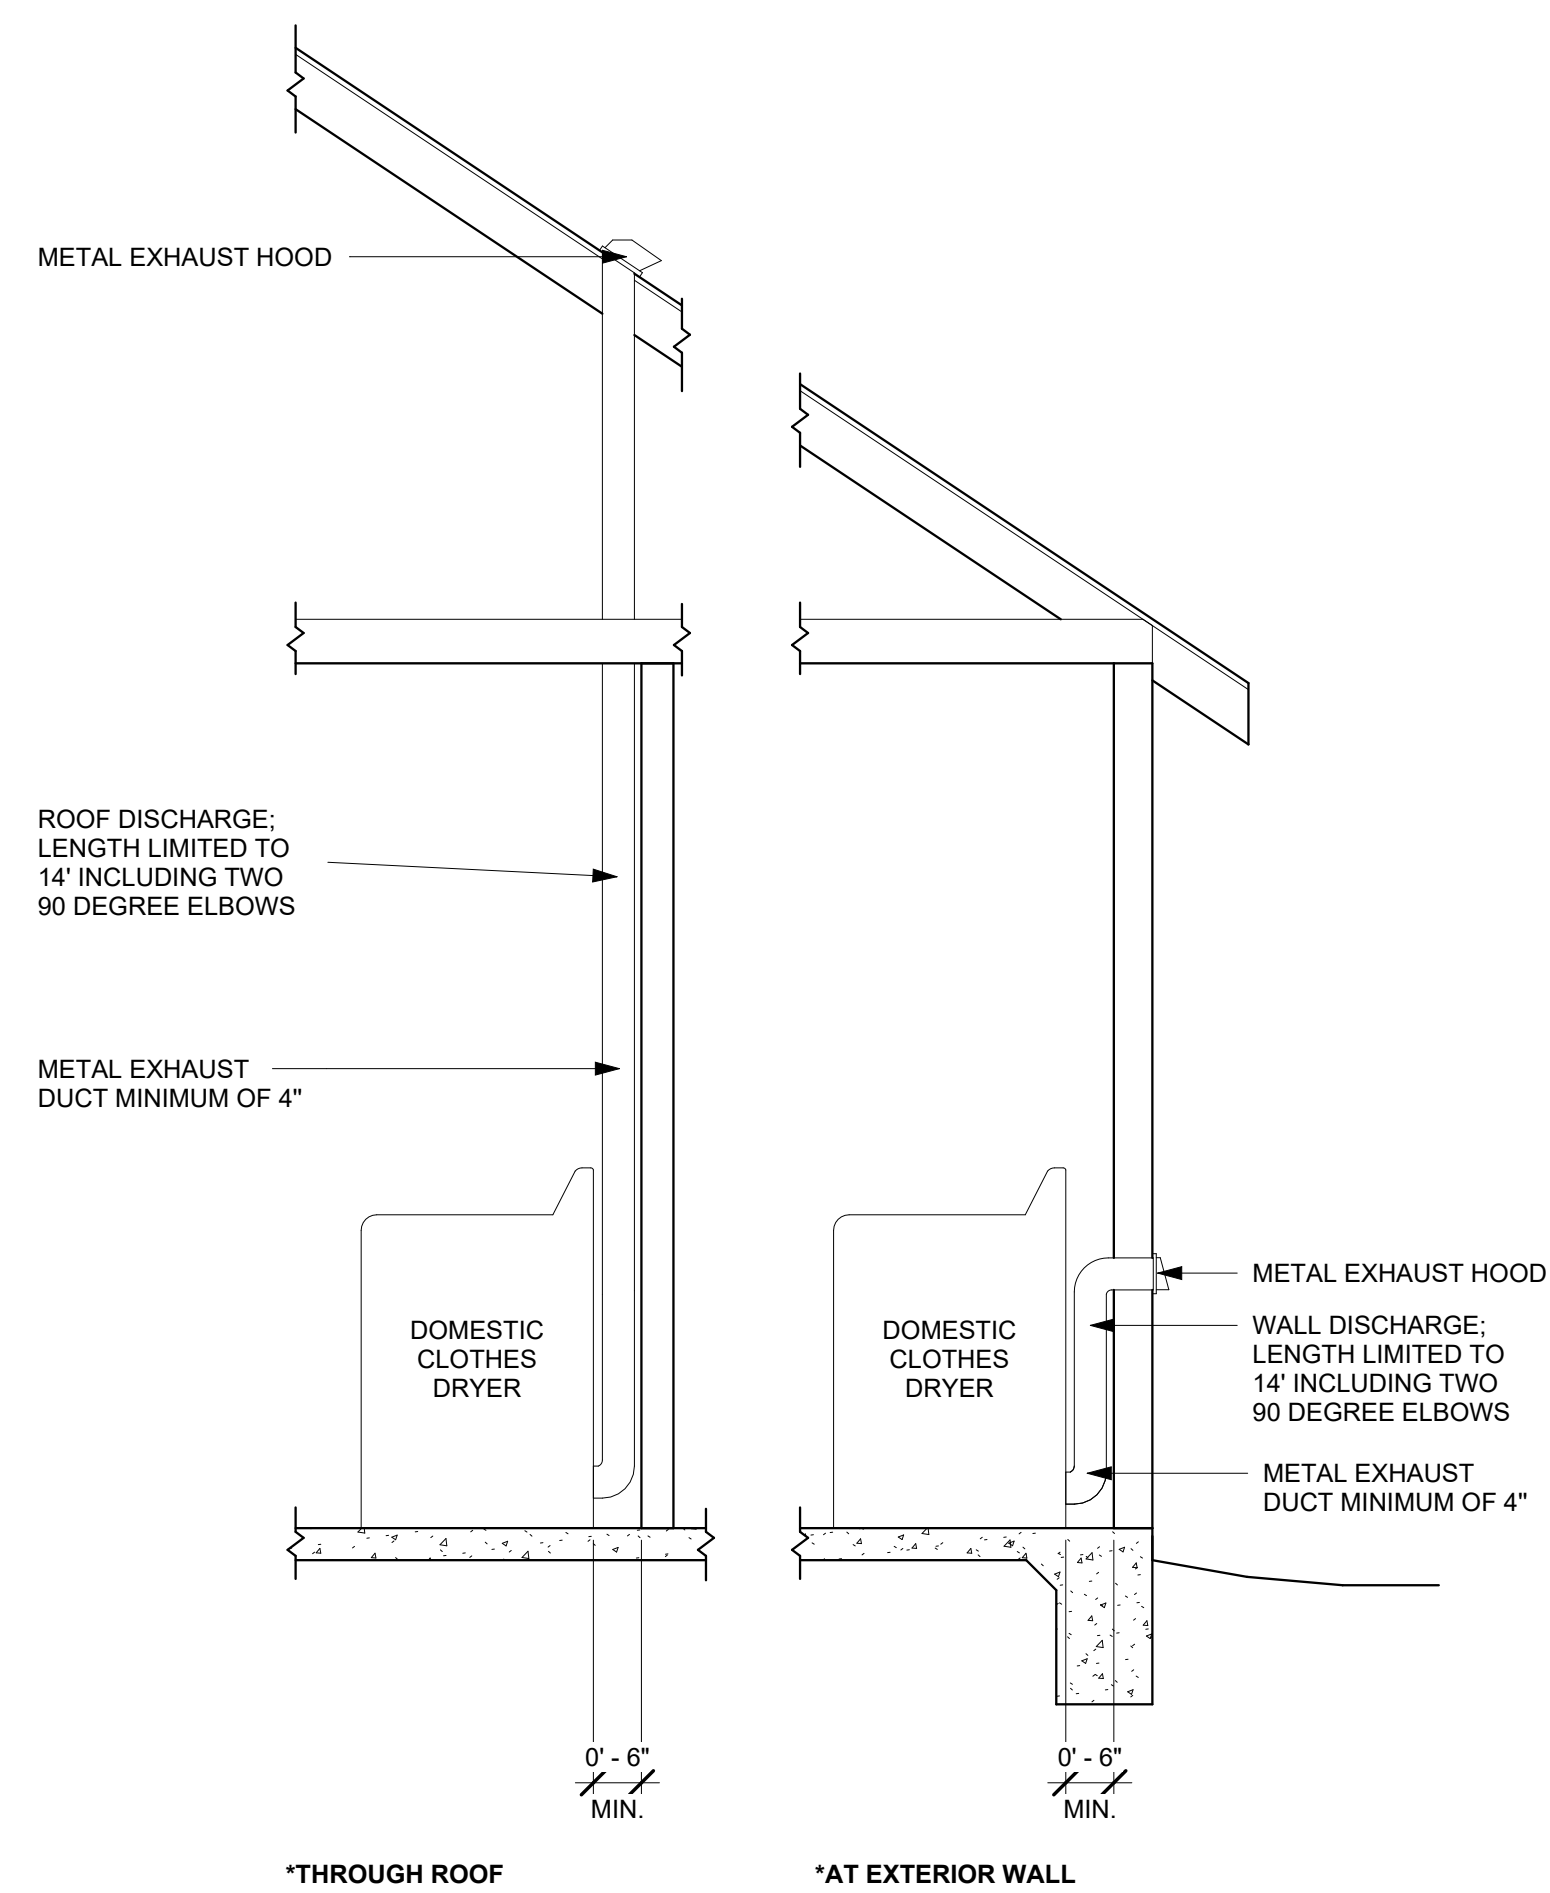 METAL EXHAUST HOOD
ROOF DISCHARGE;
LENGTH LIMITED TO
14' INCLUDING TWO
90 DEGREE ELBOWS
METAL EXHAUST
DUCT MINIMUM OF 4"
DOMESTIC
CLOTHES
DRYER
0' - 6"
MIN.
*THROUGH ROOF
DOMESTIC
CLOTHES
DRYER
METAL EXHAUST HOOD
WALL DISCHARGE;
LENGTH LIMITED TO
14' INCLUDING TWO
90 DEGREE ELBOWS
METAL EXHAUST
DUCT MINIMUM OF 4"
0' - 6"
MIN.
*AT EXTERIOR WALL